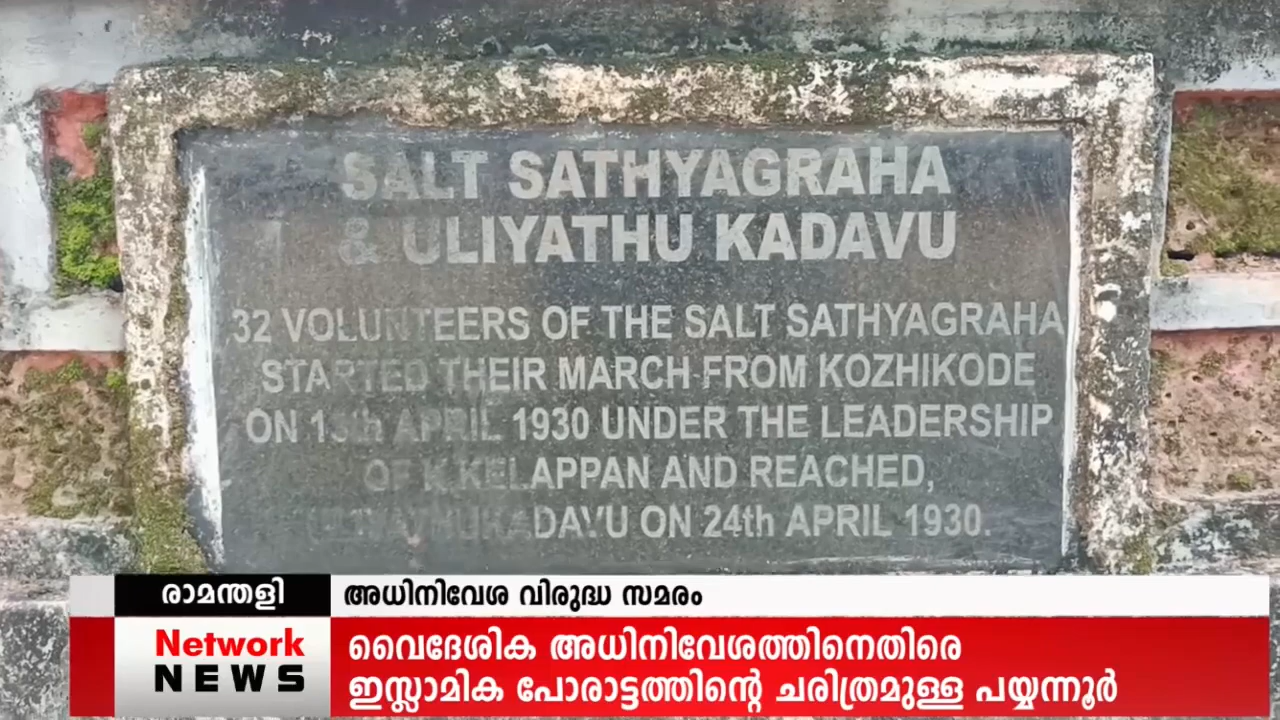 SALT SATHYAGRAHA
& ULIYATHU KADAVU
32 VOLUNTEERS OF THE SALT SATHYAGRAHA
STARTED THEIR MARCH FROM KOZHIKODE
ON 13th APRIL 1930 UNDER THE LEADERSHIP
OF K.KELAPPAN AND REACHED,
ULIYATHUKADAVU ON 24th APRIL 1930.
രാമന്തളി
അധിനിവേശ വിരുദ്ധ സമരം
Network
NEWS
വൈദേശിക അധിനിവേശത്തിനെതിരെ
ഇസ്ലാമിക പോരാട്ടത്തിന്റെ ചരിത്രമുള്ള പയ്യന്നൂർ